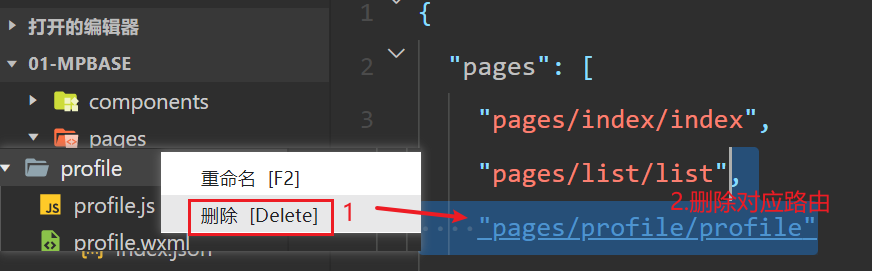 打开的编辑器
01-MPBASE
components
pages
profile
profile.js
profile.wxml
index.json
重命名 [F2]
删除 [Delete]
1
1
{
2
"pages": [
3
"pages/index/index",
"pages/list/list",
2.删除对应路由
"pages/profile/profile"